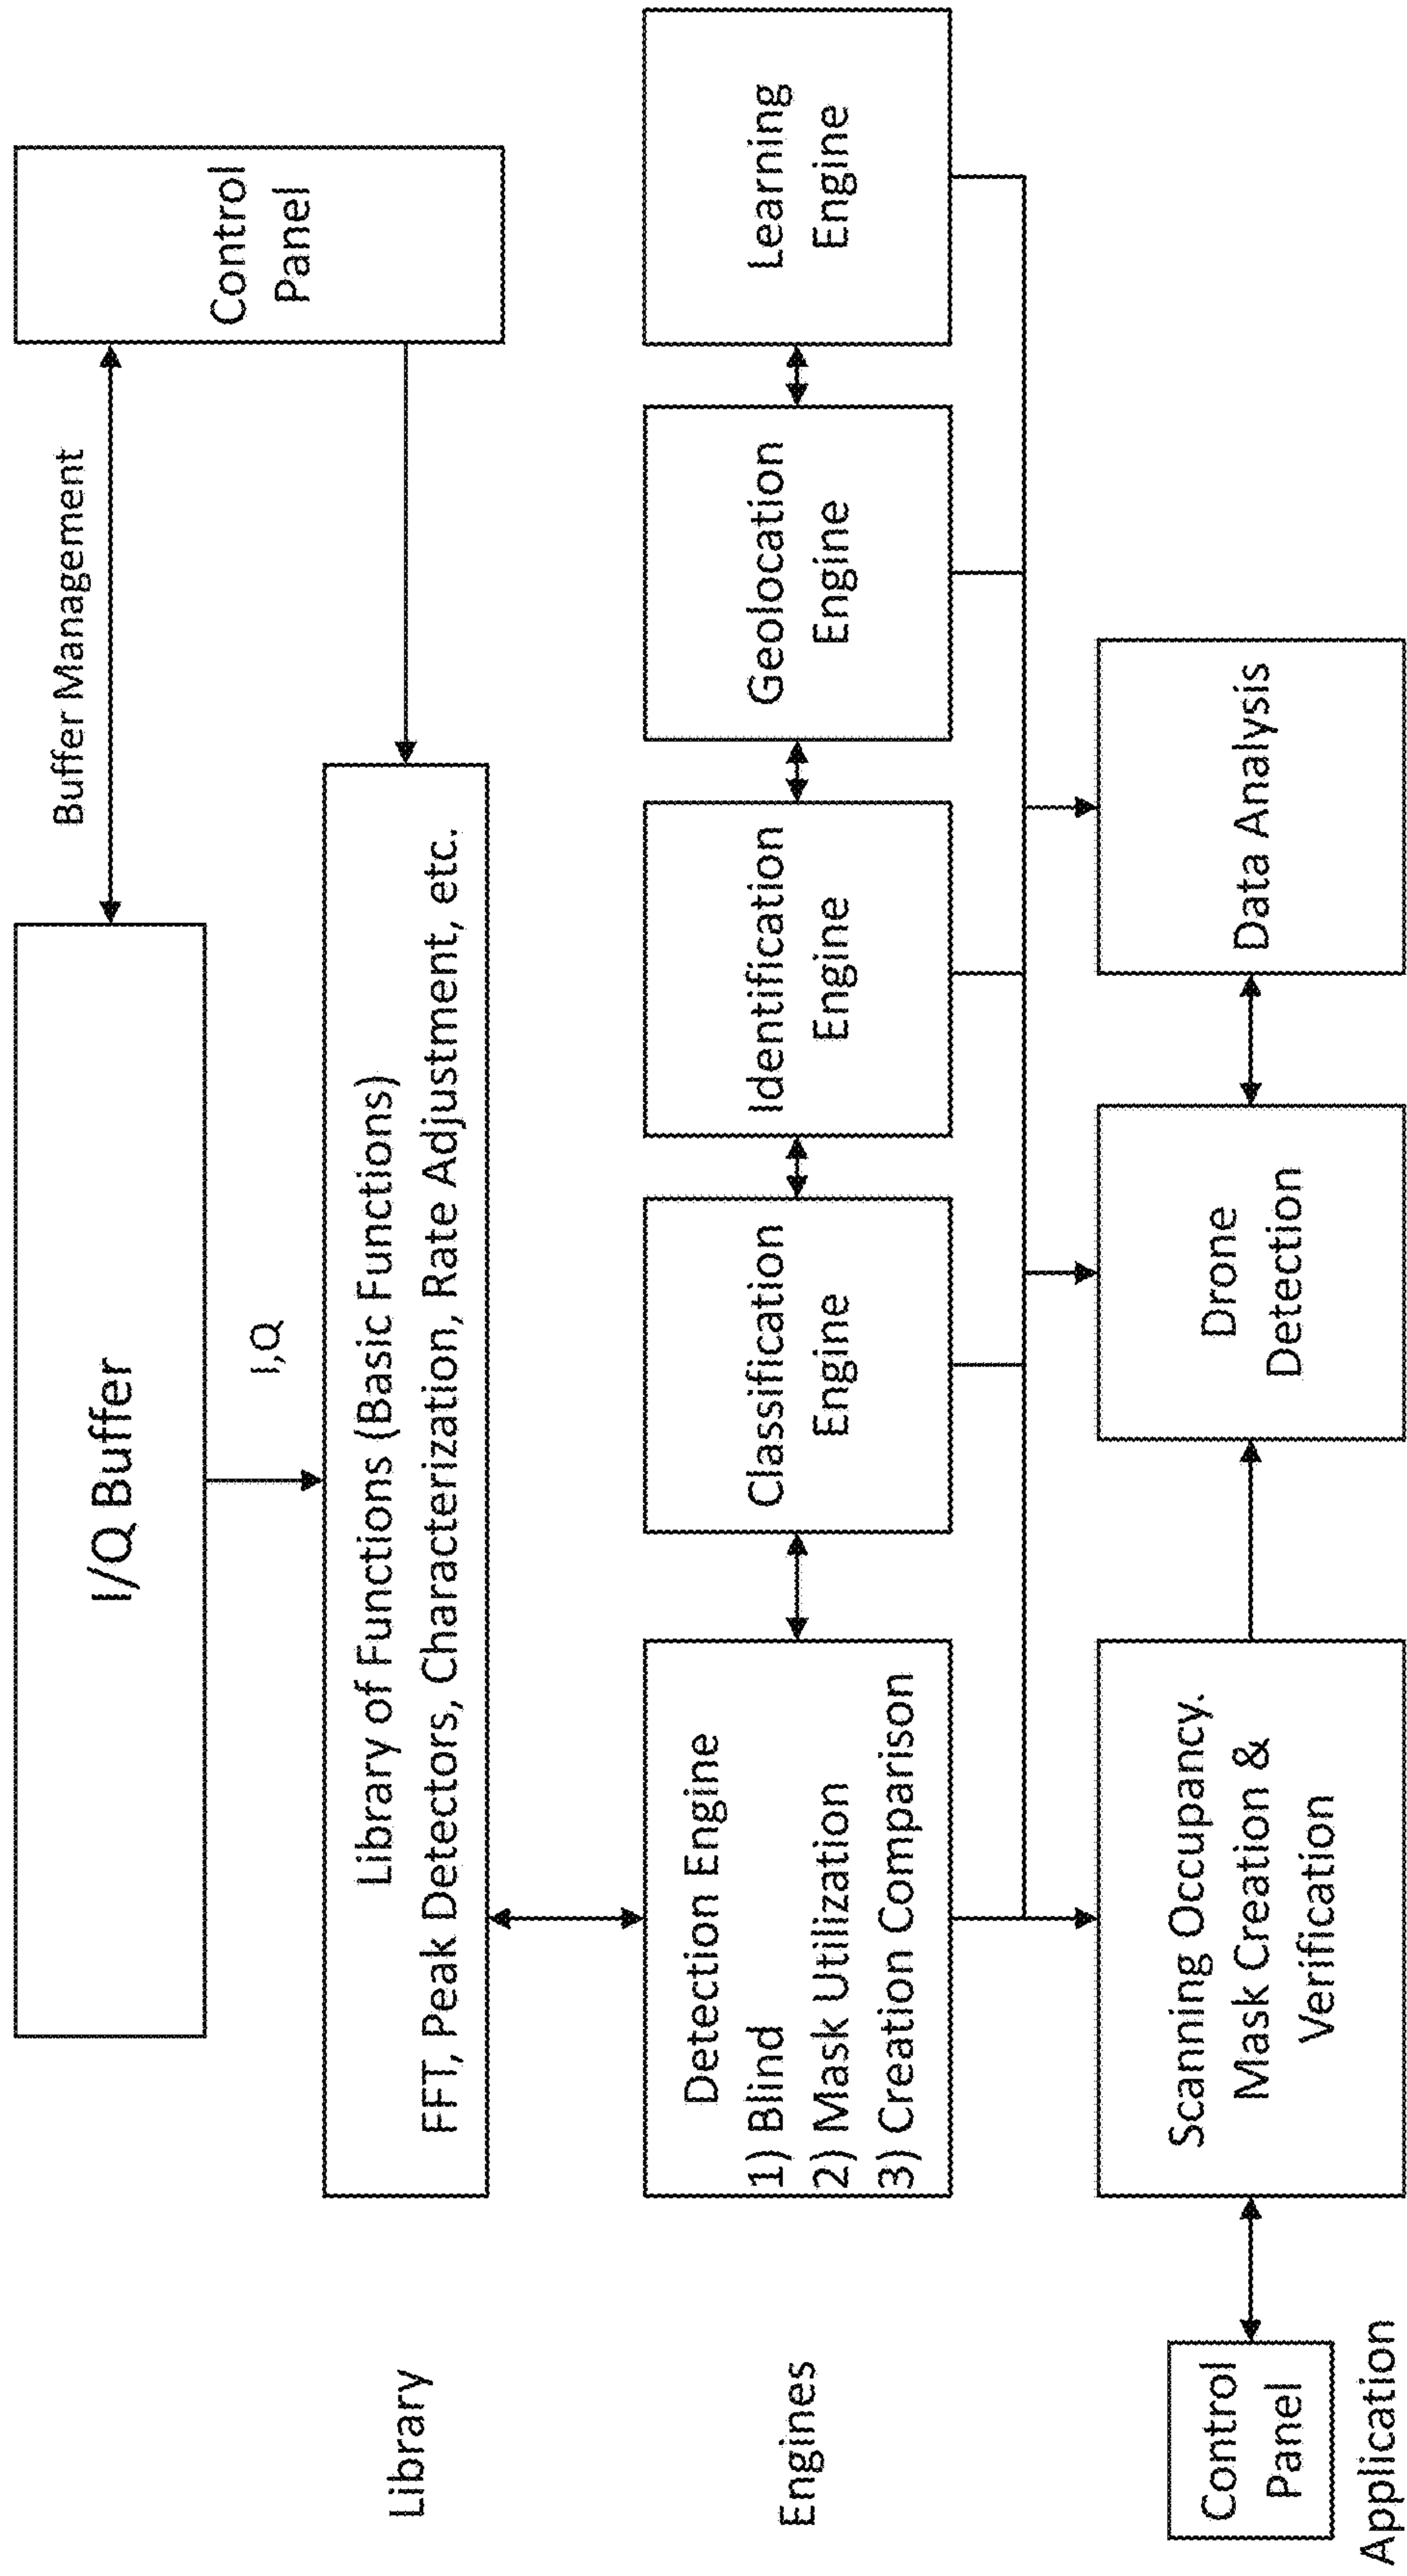 I/Q Buffer
Buffer Management
Control
Panel
I,Q
Library
Library of Functions (Basic Functions)
FFT, Peak Detectors, Characterization, Rate Adjustment, etc.
Engines
Detection Engine
1) Blind
2) Mask Utilization
3) Creation Comparison
Classification
Engine
Identification
Engine
Geolocation
Engine
Learning
Engine
Control
Panel
Application
Scanning Occupancy.
Mask Creation &
Verification
Drone
Detection
Data Analysis